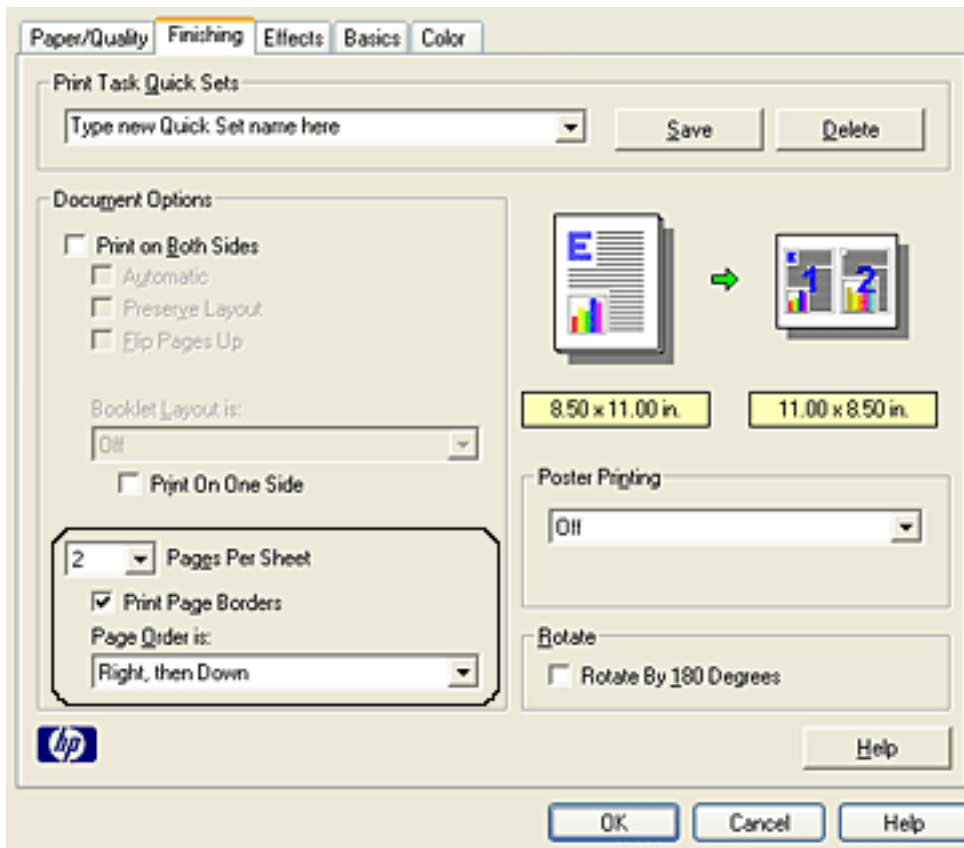 Paper/Quality Finishing Effects Basics Color
Print Task Quick Sets
Type new Quick Set name here Save Delete
Document Options
Print on Both Sides
Automatic
Preserve Layout
Flip Pages Up
Booklet Layout is:
Off
Print On One Side
2 Pages Per Sheet
Print Page Borders
Page Order is:
Right, then Down
E
1 2
8.50 x 11.00 in. 11.00 x 8.50 in.
Poster Printing
Off
Rotate
Rotate By 180 Degrees
hp
Help
OK Cancel Help